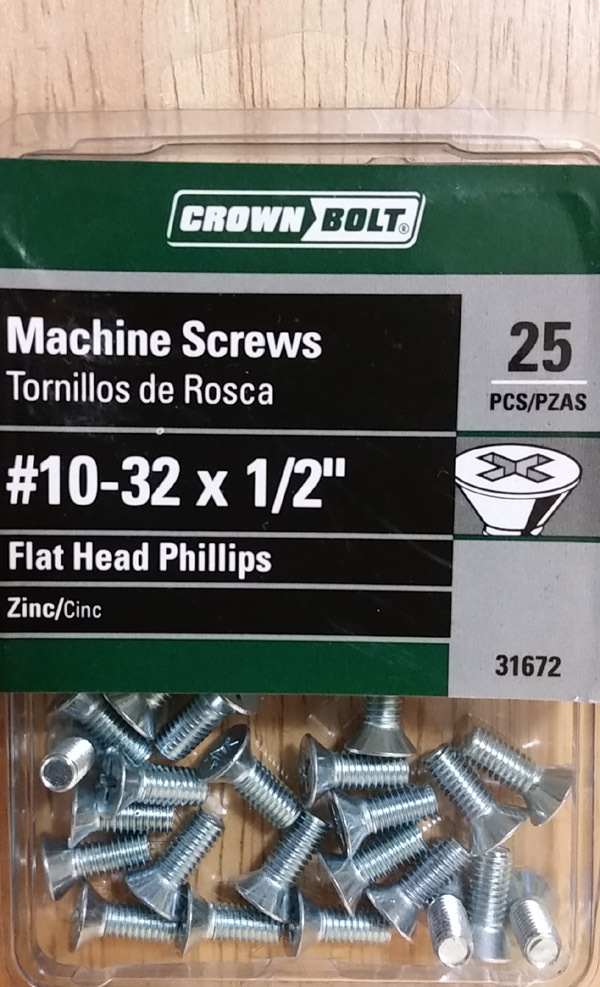 CROWN BOLT®
Machine Screws
Tornillos de Rosca
25
PCS/PZAS
#10-32 x 1/2"
Flat Head Phillips
Zinc/Cinc
31672